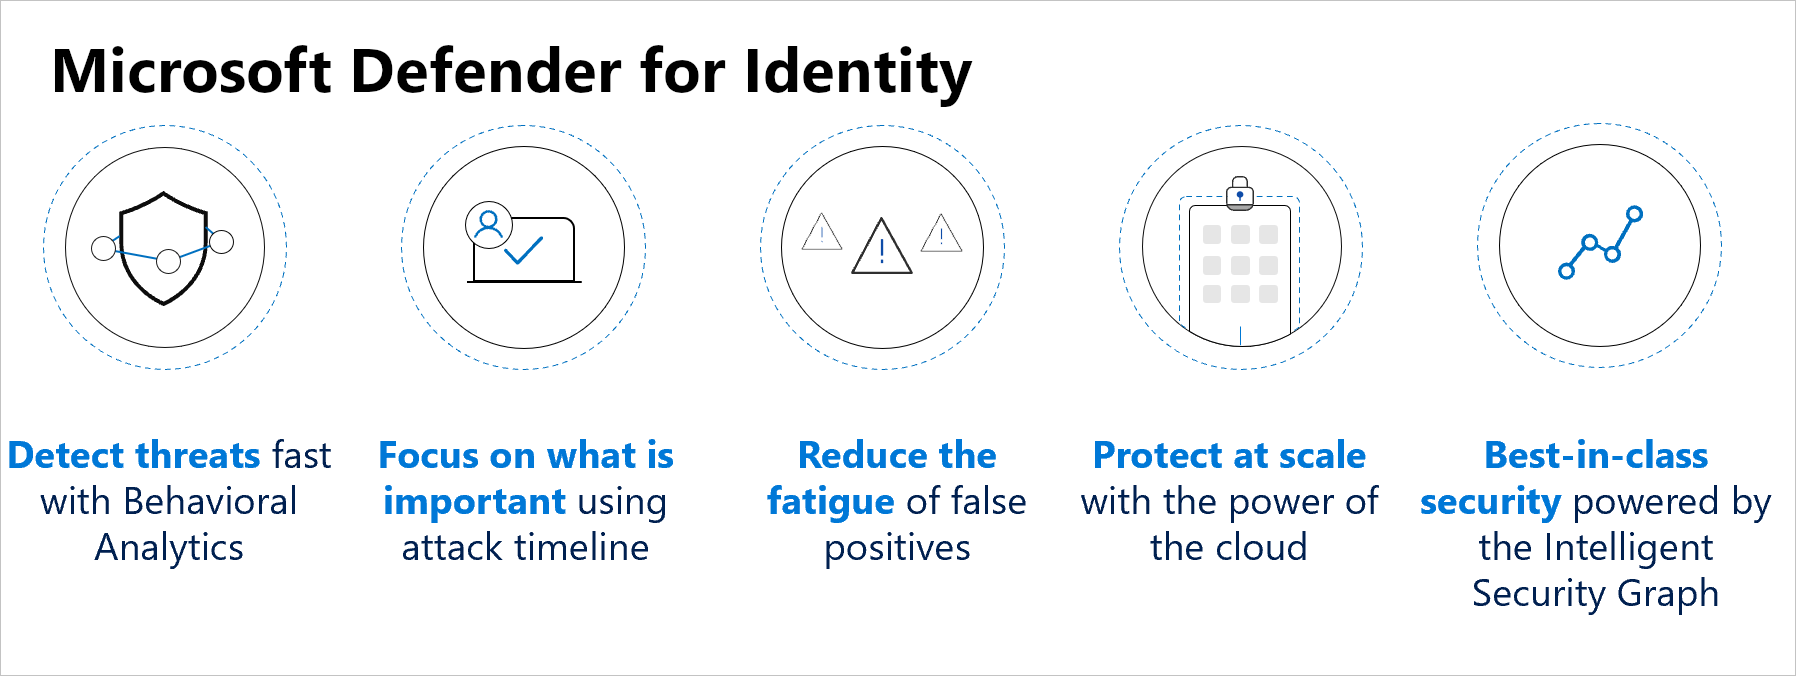 Microsoft Defender for Identity
Detect threats fast
with Behavioral
Analytics
Focus on what is
important using
attack timeline
Reduce the
fatigue of false
positives
Protect at scale
with the power of
the cloud
Best-in-class
security powered by
the Intelligent
Security Graph